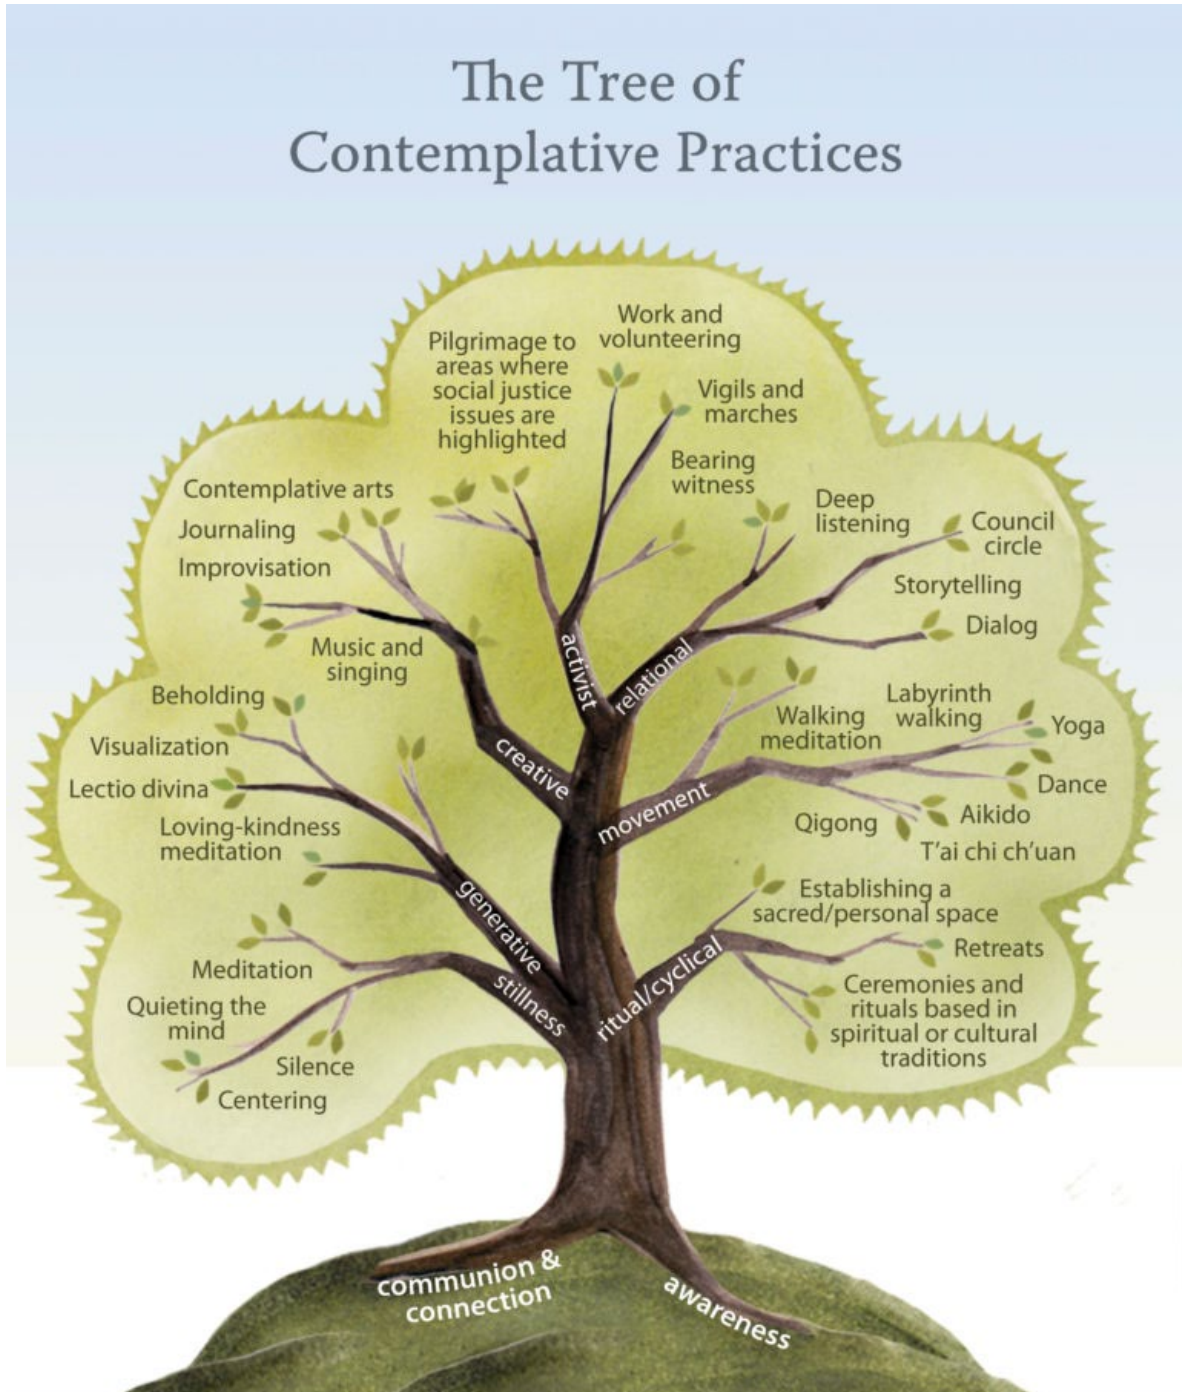 The Tree of
Contemplative Practices
Work and
volunteering
Pilgrimage to
areas where
social justice
issues are
highlighted
Vigils and
marches
Bearing
witness
Contemplative arts
Journaling
Improvisation
Music and
singing
Deep
listening
Council
circle
Storytelling
Dialog
activist
relational
Beholding
Visualization
Lectio divina
Loving-kindness
meditation
creative
movement
Walking
meditation
Labyrinth
walking
Yoga
Dance
Aikido
Qigong
T'ai chi ch'uan
generative
stillness
ritual/cyclical
Establishing a
sacred/personal space
Retreats
Ceremonies and
rituals based in
spiritual or cultural
traditions
Meditation
Quieting the
mind
Silence
Centering
communion &
connection
awareness